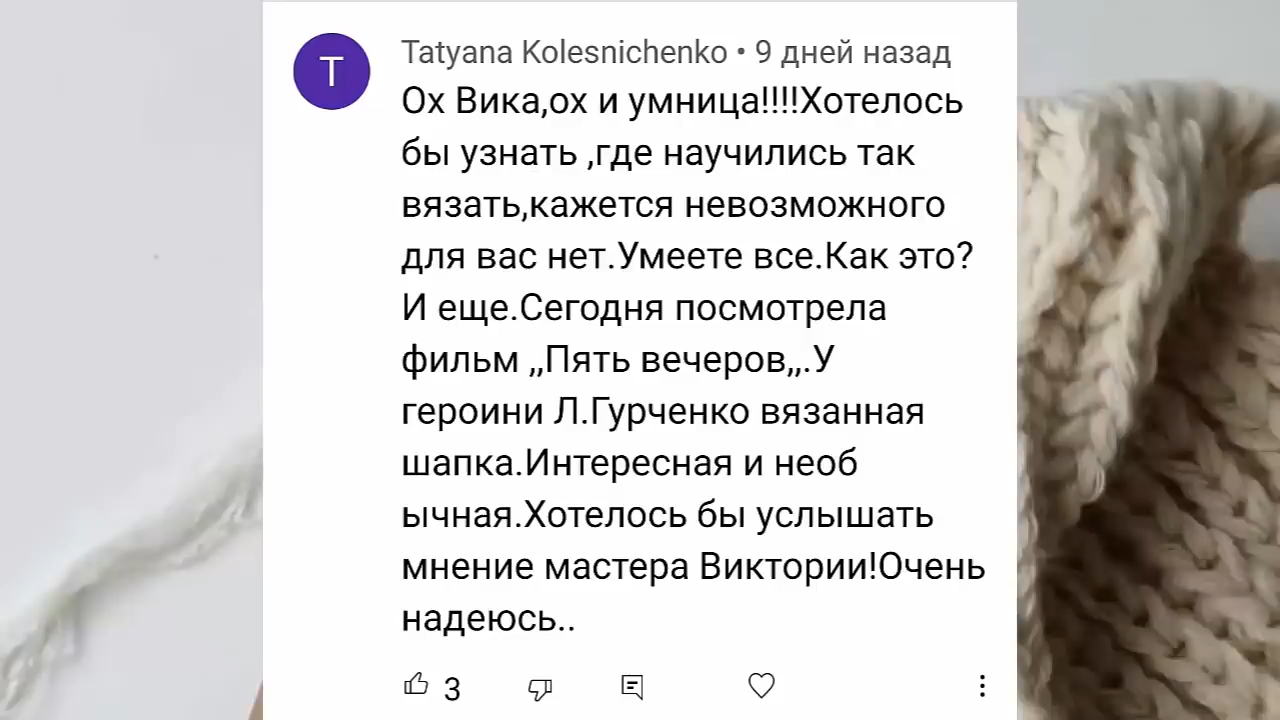 T
Tatyana Kolesnichenko • 9 дней назад
Ох Вика,ох и умница!!!!Хотелось
бы узнать ,где научились так
вязать,кажется невозможного
для вас нет.Умеете все.Как это?
И еще.Сегодня посмотрела
фильм ,,Пять вечеров,,.У
героини Л.Гурченко вязанная
шапка.Интересная и необ
ычная.Хотелось бы услышать
мнение мастера Виктории!Очень
надеюсь..
3